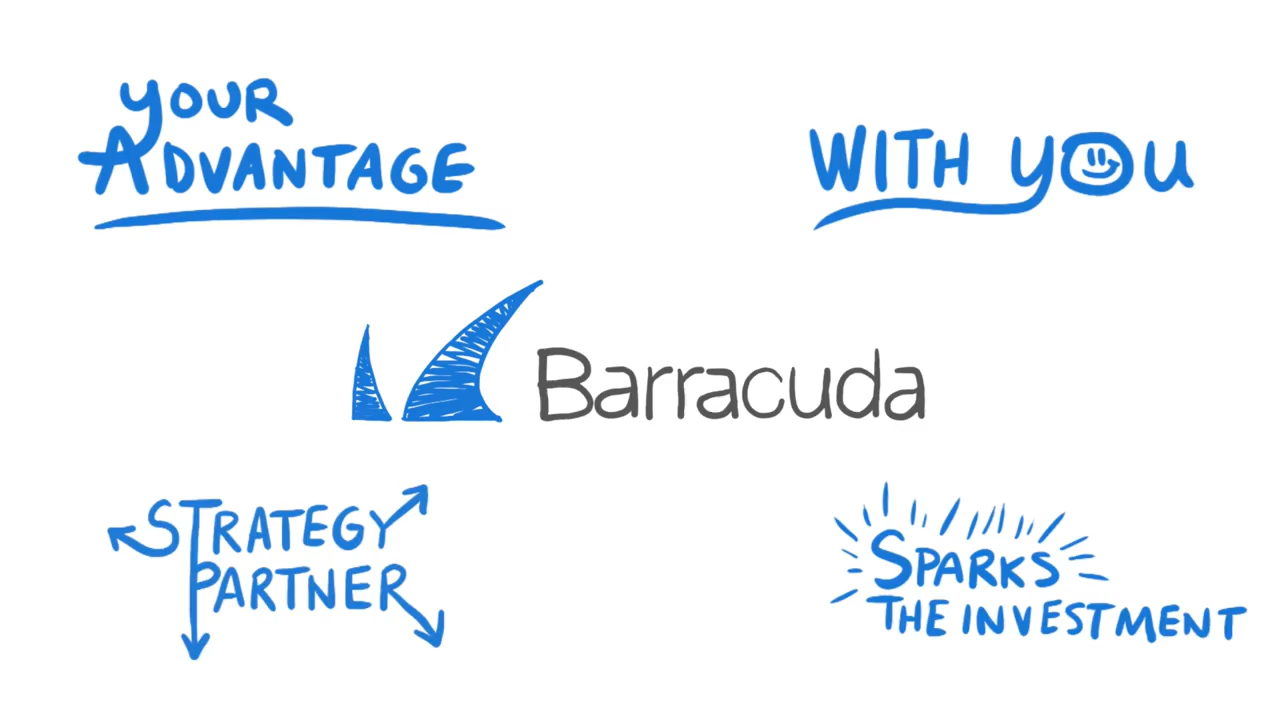 YOUR
ADVANTAGE
WITH YOU
Barracuda
STRATEGY
PARTNER
SPARKS
THE INVESTMENT